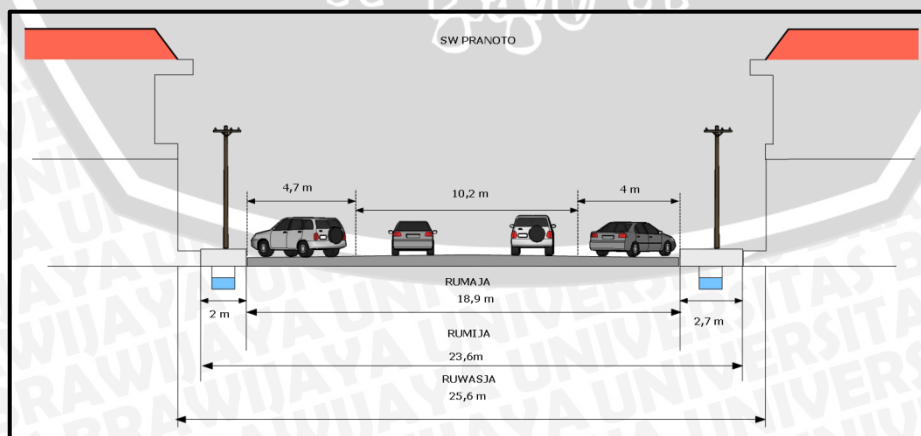 SW PRANOTO
4,7 m
10,2 m
4 m
RUMAJA
18,9 m
2 m
2,7 m
RUMIJA
23,6m
RUWASJA
25,6 m